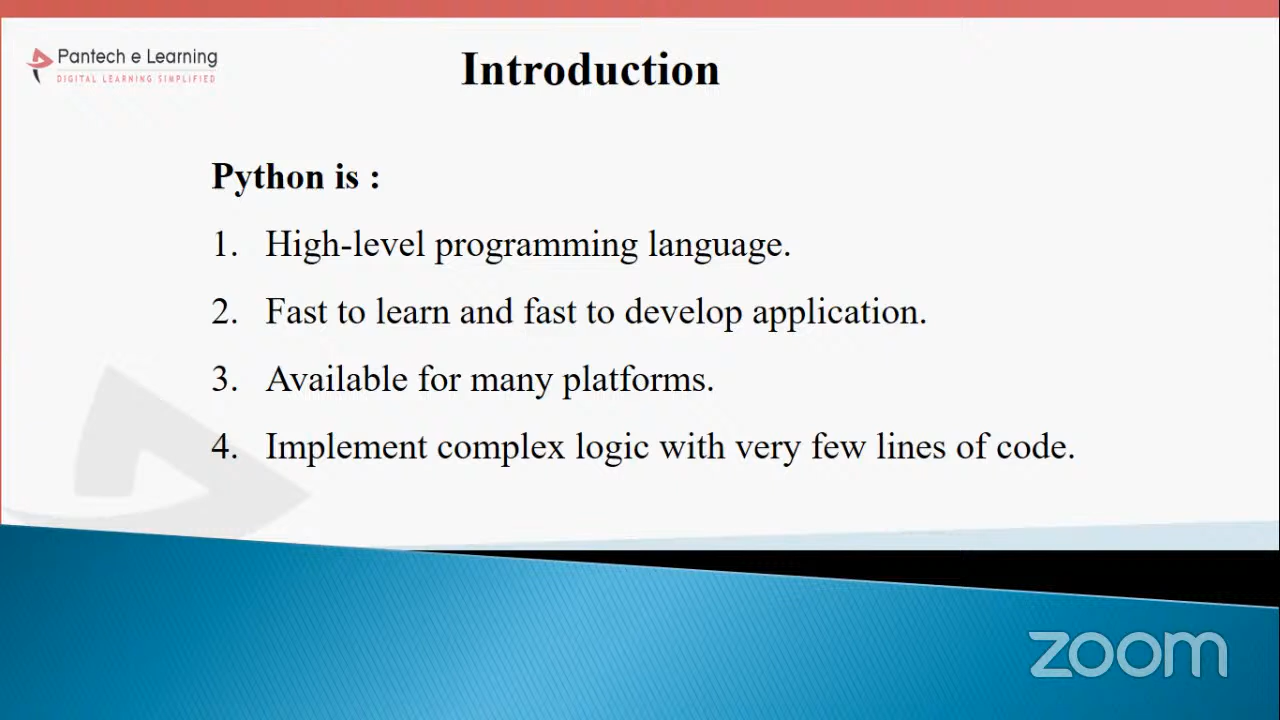 Pantech e Learning
DIGITAL LEARNING SIMPLIFIED
Introduction
Python is :
1. High-level programming language.
2. Fast to learn and fast to develop application.
3. Available for many platforms.
4. Implement complex logic with very few lines of code.
zoom